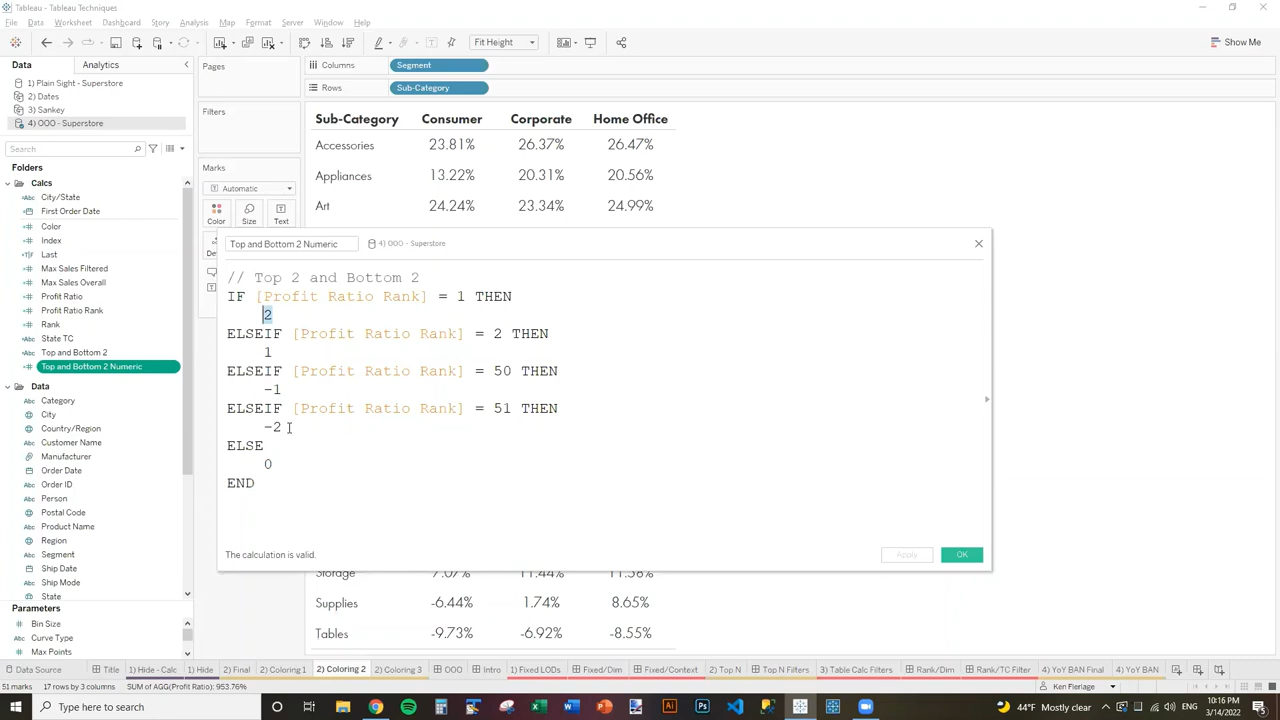 Tableau - Tableau Techniques
File Data Worksheet Dashboard Story Analysis Map Format Server Window Help
Fit Height Show Me
Data Analytics
1) Plain Sight - Superstore
2) Dates
3) Sankey
4) OOO - Superstore
Search
Folders
Calcs
City/State
First Order Date
Color
Index
Last
Max Sales Filtered
Max Sales Overall
Profit Ratio
Profit Ratio Rank
Rank
State TC
Top and Bottom 2
Top and Bottom 2 Numeric
Data
Category
City
Country/Region
Customer Name
Manufacturer
Order Date
Order ID
Person
Postal Code
Product Name
Region
Segment
Ship Date
Ship Mode
State
Parameters
Bin Size
Curve Type
Max Points
Pages
Filters
Marks
Automatic
Color Size Text
Columns Segment
Rows Sub-Category
Sub-Category Consumer Corporate Home Office
Accessories 23.81% 26.37% 26.47%
Appliances 13.22% 20.31% 20.56%
Art 24.24% 23.34% 24.99%
Top and Bottom 2 Numeric 4) OOO - Superstore
// Top 2 and Bottom 2
IF [Profit Ratio Rank] = 1 THEN
2
ELSEIF [Profit Ratio Rank] = 2 THEN
1
ELSEIF [Profit Ratio Rank] = 50 THEN
-1
ELSEIF [Profit Ratio Rank] = 51 THEN
-2
ELSE
0
END
The calculation is valid.
Apply OK
Storage 7.07% 11.44% 11.58%
Supplies -6.44% 1.74% 8.65%
Tables -9.73% -6.92% -8.55%
Data Source Title 1) Hide - Calc 1) Hide 2) Final 2) Coloring 1 2) Coloring 2 2) Coloring 3 OOO Intro 1) Fixed LODs Fixed/Dim Fixed/Context 2) Top N Top N Filters 3) Table Calc Filters Rank/Dim Rank/TC Filter 4) YoY BAN Final 4) YoY BAN
51 marks 17 rows by 3 columns SUM of AGG(Profit Ratio): 953.76% Ken Flerlage
Type here to search
44°F Mostly clear
10:16 PM
3/14/2022